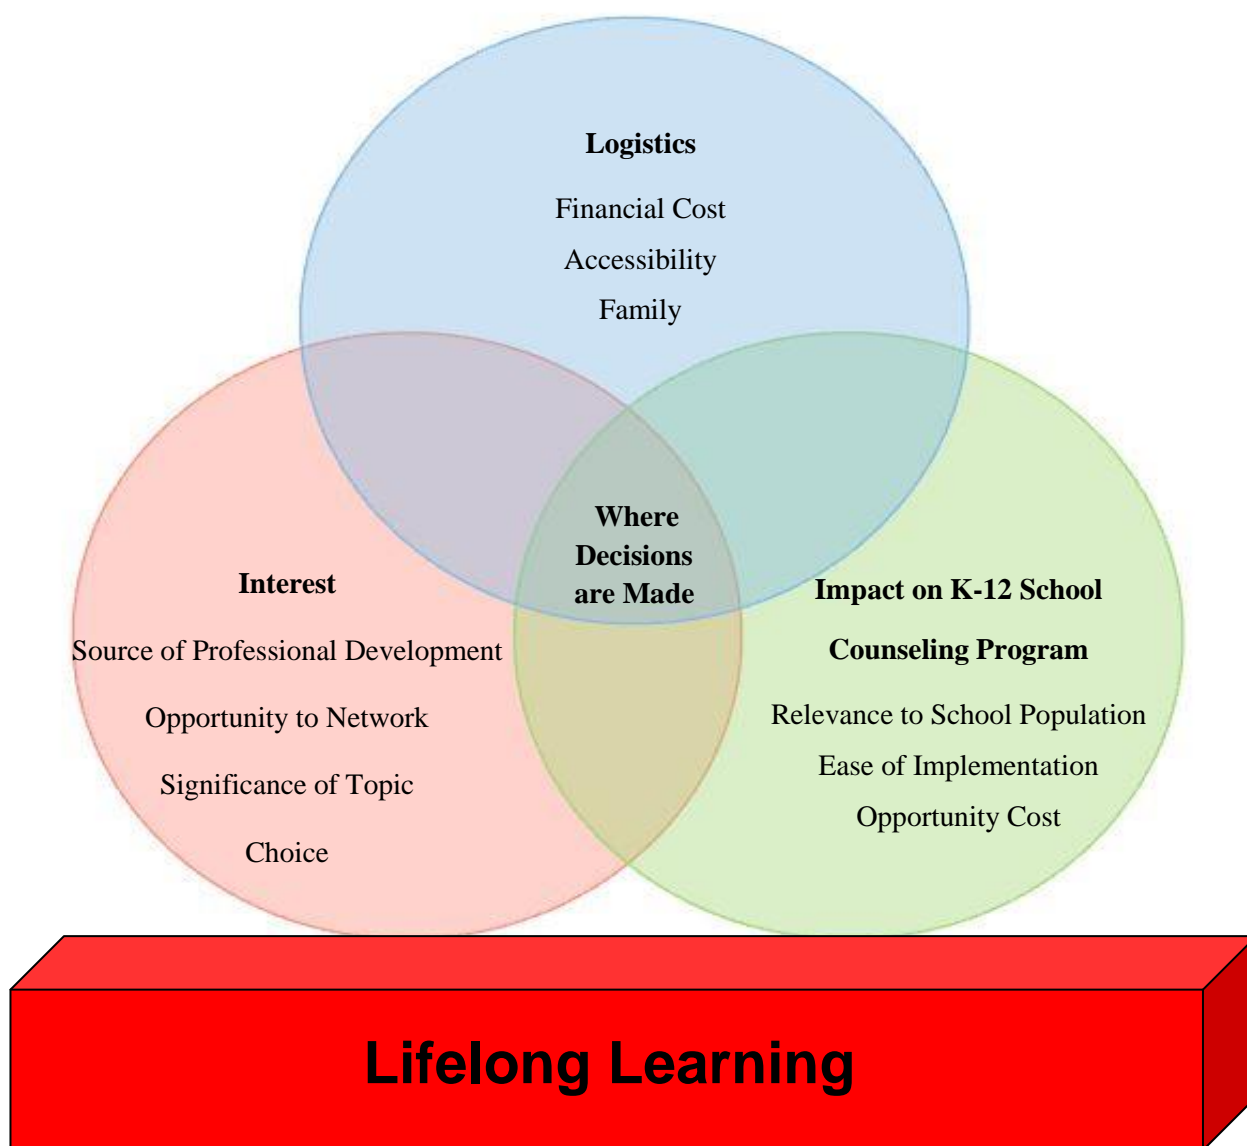 Logistics
Financial Cost
Accessibility
Family
Where
Decisions
are Made
Interest
Source of Professional Development
Opportunity to Network
Significance of Topic
Choice
Impact on K-12 School
Counseling Program
Relevance to School Population
Ease of Implementation
Opportunity Cost
Lifelong Learning